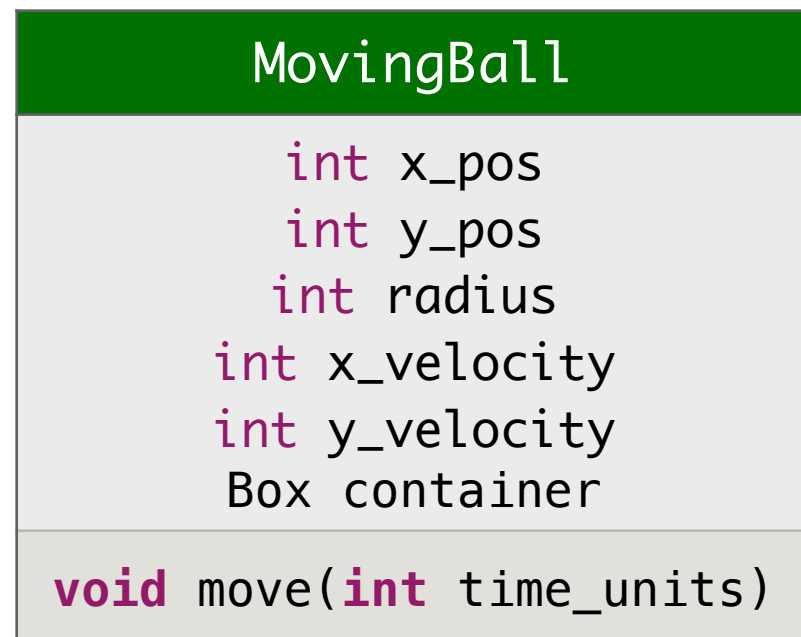 MovingBall
int x_pos
int y_pos
int radius
int x_velocity
int y_velocity
Box container
void move(int time_units)